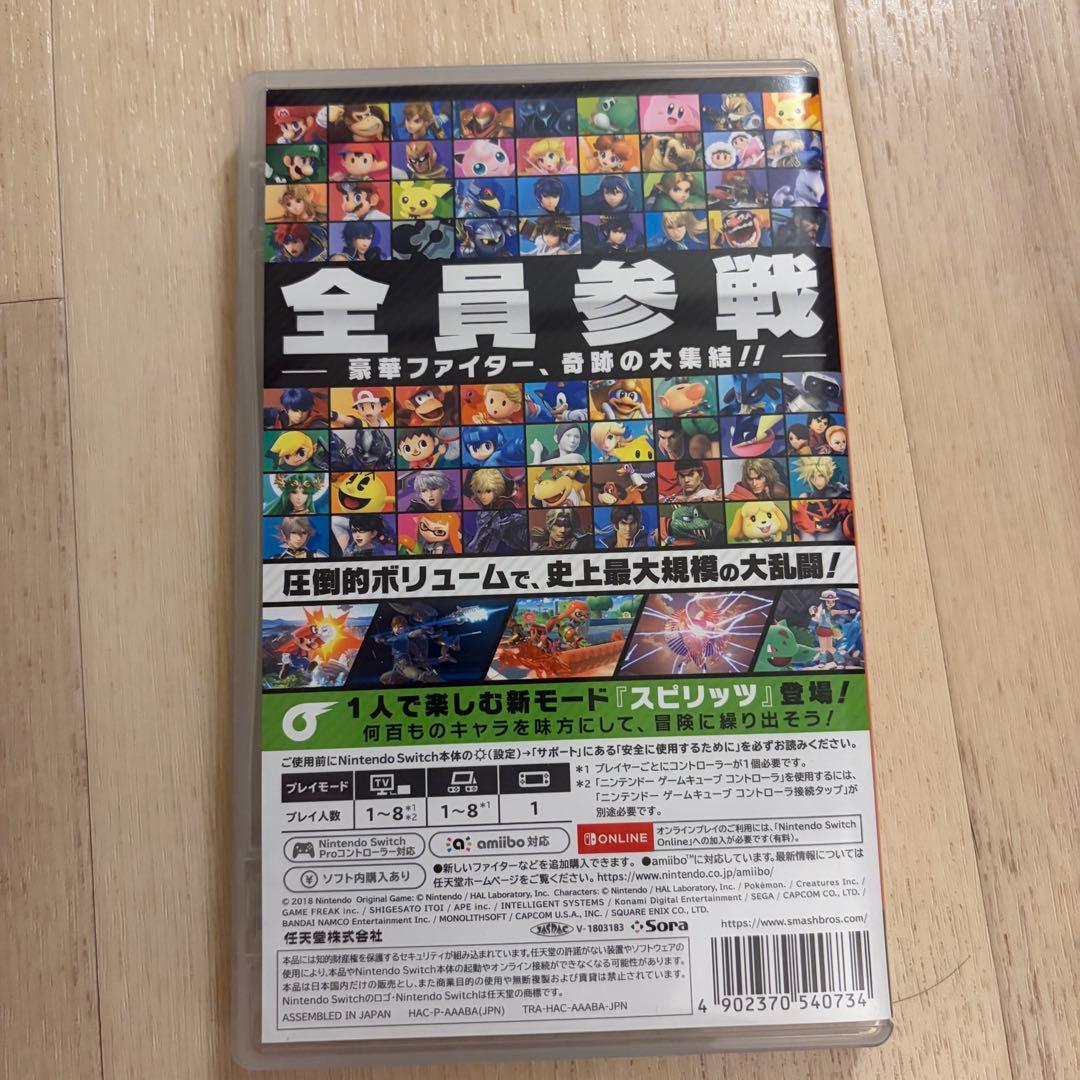 全員参戦
豪華ファイター、奇跡の大集結!!
圧倒的ボリュームで、史上最大規模の大乱闘!
1人で楽しむ新モード『スピリッツ』登場!
何百ものキャラを味方にして、冒険に繰り出そう!
ご使用前にNintendo Switch本体の(設定)→「サポート」にある「安全に使用するために」を必ずお読みください。
プレイモード TV
プレイ人数 1~8 *1 *2 1~8 *1 1
*1 プレイヤーごとにコントローラーが1個必要です。
*2 「ニンテンドー ゲームキューブ コントローラ」を使用するには、
「ニンテンドー ゲームキューブ コントローラ接続タップ」が
別途必要です。
Nintendo Switch
Proコントローラー対応
amiibo 対応
ONLINE
オンラインプレイのご利用には、「Nintendo Switch
Online」への加入が必要です(有料)。
¥ ソフト内購入あり
●新しいファイターなどを追加購入できます。 ●amiibo™に対応しています。最新情報については
任天堂ホームページをご覧ください。https://www.nintendo.co.jp/amiibo/
© 2018 Nintendo Original Game: © Nintendo / HAL Laboratory, Inc. Characters: © Nintendo / HAL Laboratory, Inc. / Pokémon. / Creatures Inc. /
GAME FREAK inc. / SHIGESATO ITOI / APE inc. / INTELLIGENT SYSTEMS / Konami Digital Entertainment / SEGA / CAPCOM CO., LTD. /
BANDAI NAMCO Entertainment Inc. / MONOLITHSOFT / CAPCOM U.S.A., INC. / SQUARE ENIX CO., LTD.
任天堂株式会社
JASRAC V-1803183 Sora
https://www.smashbros.com/
本品には知的財産権を保護するセキュリティが組み込まれています。任天堂の許諾がない装置やソフトウェアの
使用により、本品やNintendo Switch本体の起動やオンライン接続ができなくなる可能性があります。
本品は日本国内だけの販売とし、また商業目的の使用や無断複製および賃貸は禁止されています。
Nintendo Switchのロゴ・Nintendo Switchは任天堂の商標です。
ASSEMBLED IN JAPAN HAC-P-AAABA(JPN) TRA-HAC-AAABA-JPN
4 902370 540734